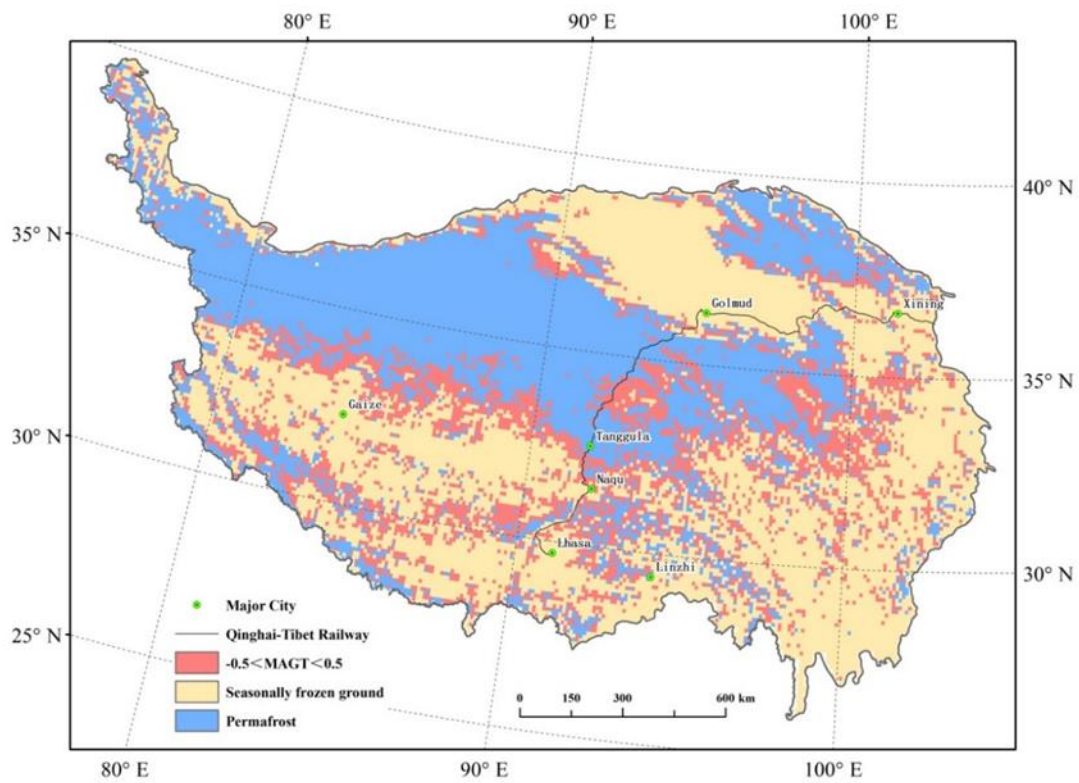 80° E 90° E 100° E
40° N
35° N
Golmud
Xining
35° N
Gaize
30° N
Tanggula
Naqu
Lhasa
Linzhi
30° N
Major City
25° N
Qinghai-Tibet Railway
-0.5<MAGT<0.5
Seasonally frozen ground
Permafrost
0 150 300 600 km
80° E 90° E 100° E